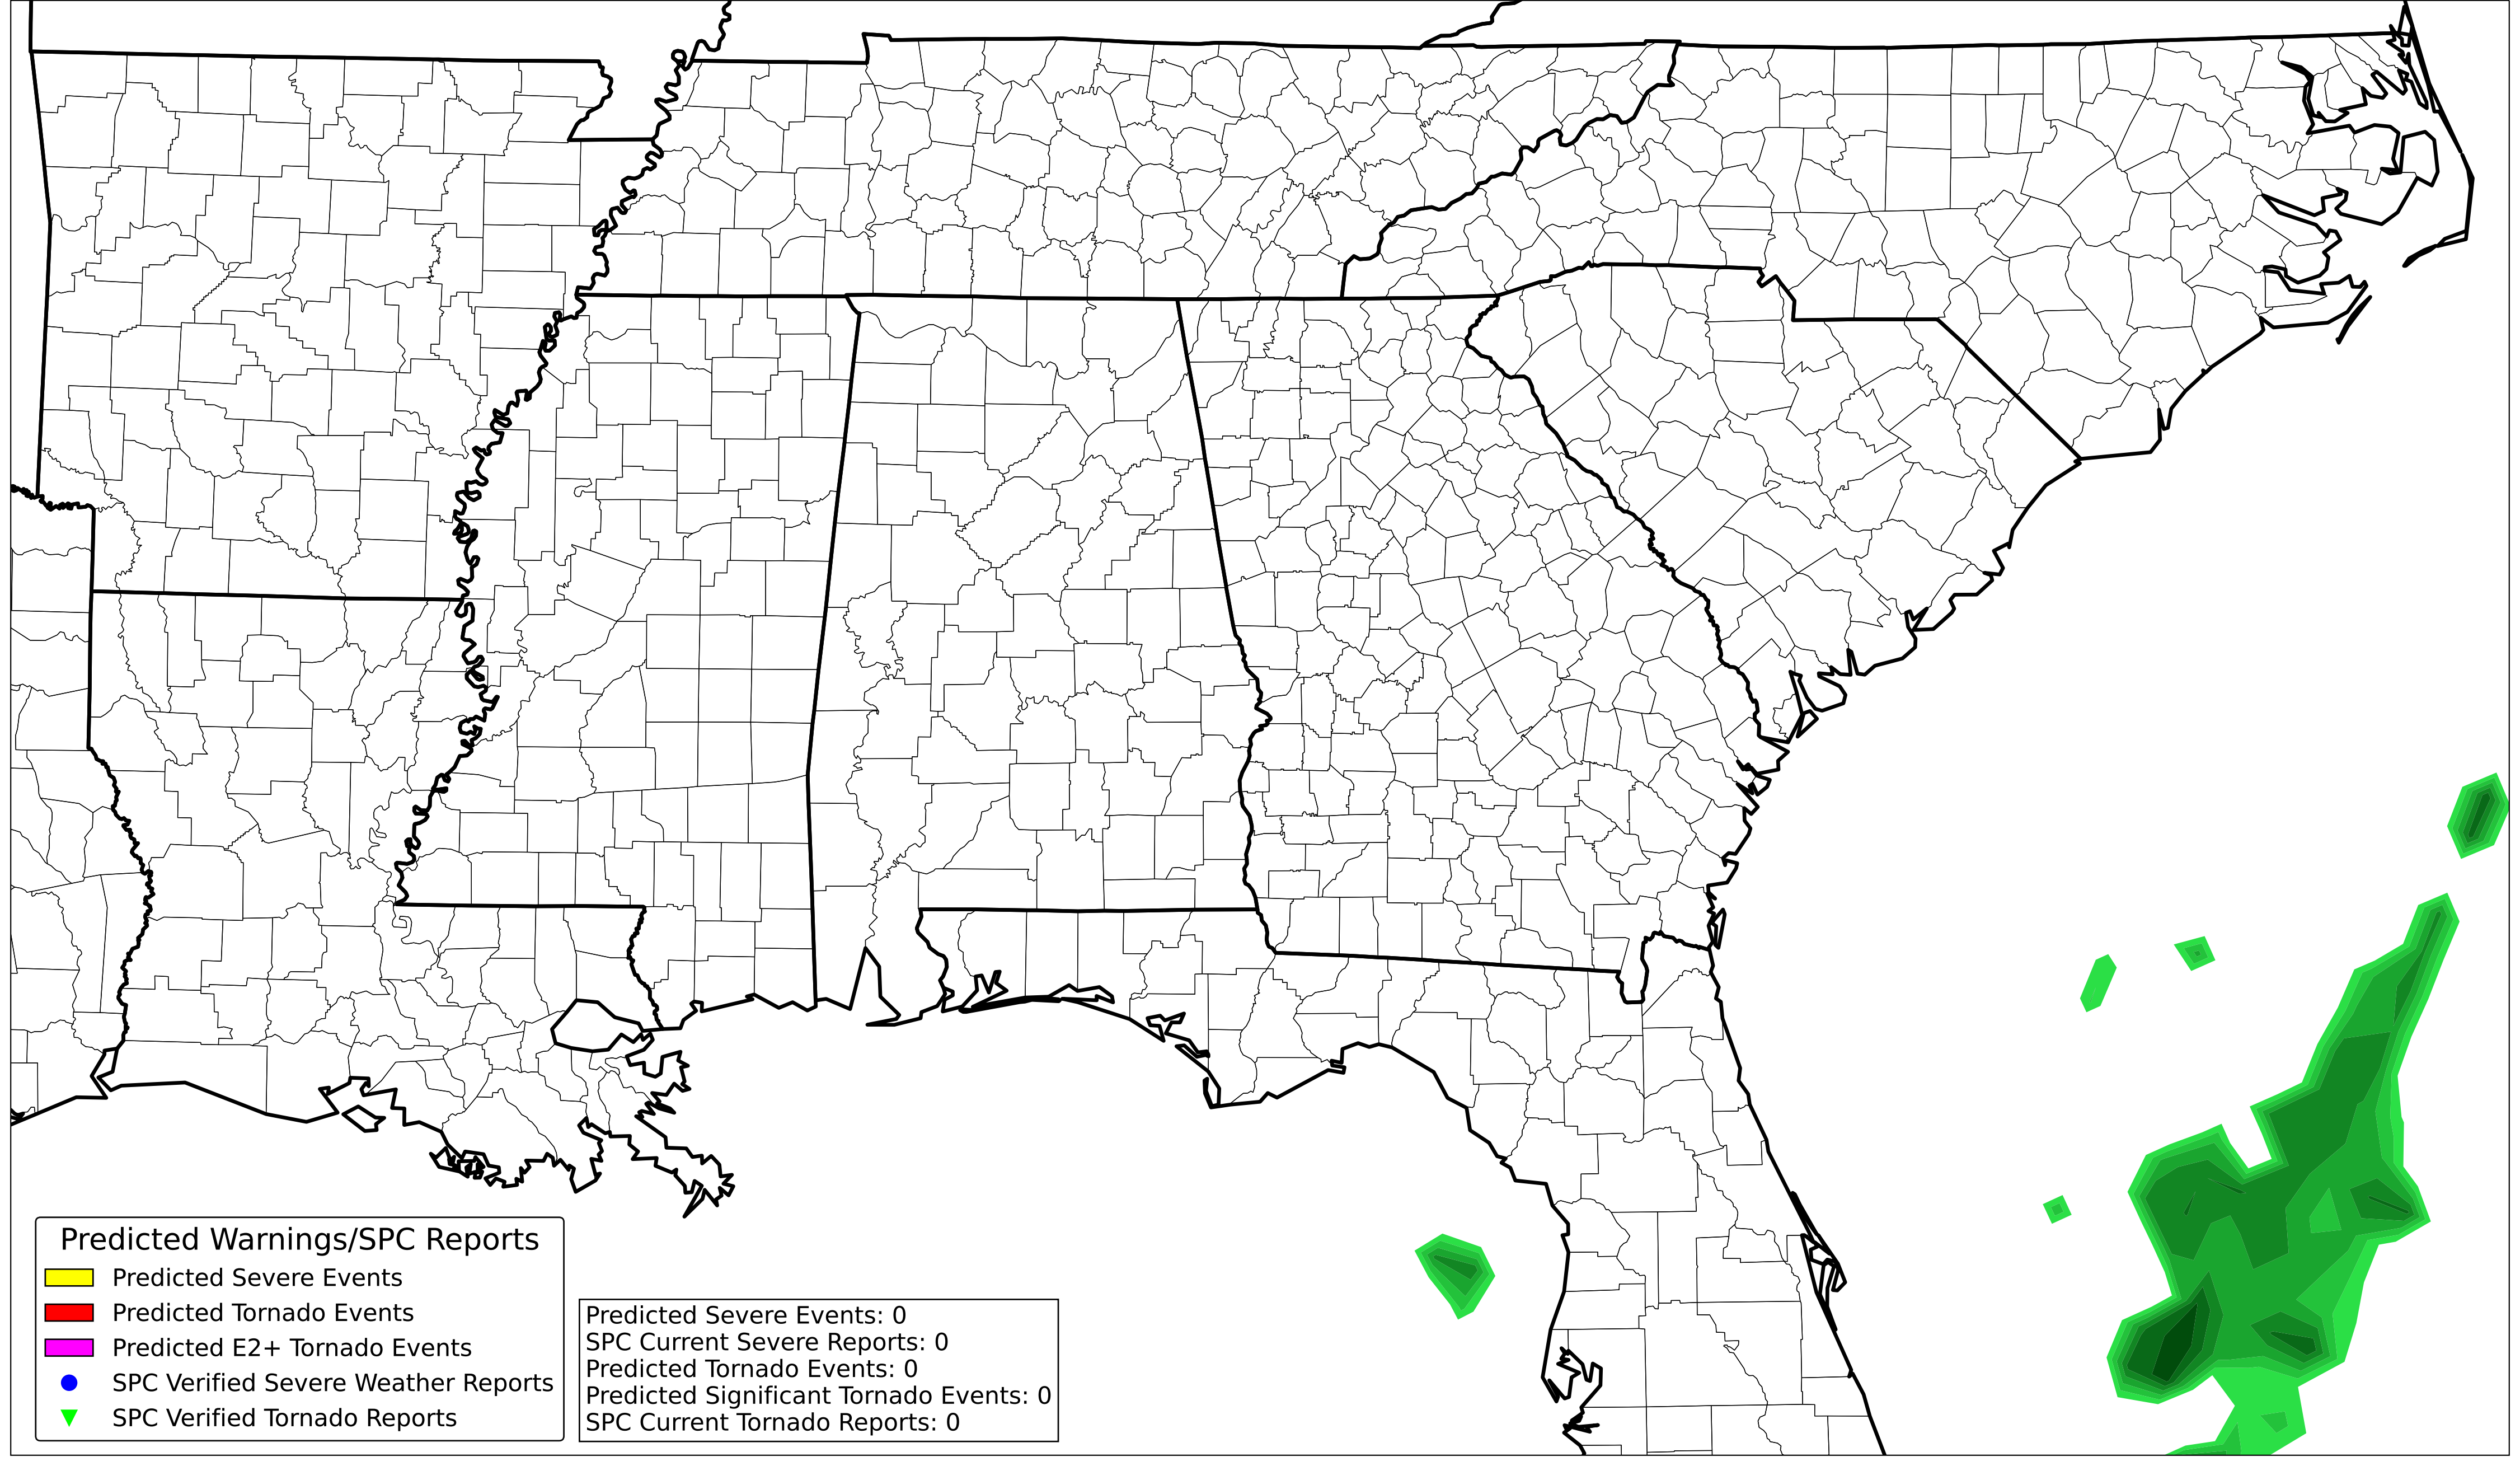 Predicted Warnings/SPC Reports
Predicted Severe Events
Predicted Tornado Events
Predicted E2+ Tornado Events
SPC Verified Severe Weather Reports
SPC Verified Tornado Reports
Predicted Severe Events: 0
SPC Current Severe Reports: 0
Predicted Tornado Events: 0
Predicted Significant Tornado Events: 0
SPC Current Tornado Reports: 0